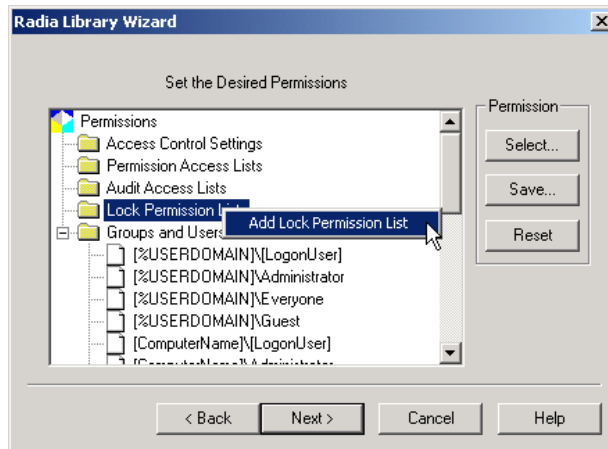 Radia Library Wizard
Set the Desired Permissions
Permissions
Access Control Settings
Permission Access Lists
Audit Access Lists
Lock Permission
Add Lock Permission List
Groups and Users
[%USERDOMAIN]\[LogonUser]
[%USERDOMAIN]\Administrator
[%USERDOMAIN]\Everyone
[%USERDOMAIN]\Guest
[ComputerName]\[LogonUser]
[ComputerName]\Administrator
Permission
Select...
Save...
Reset
< Back
Next >
Cancel
Help